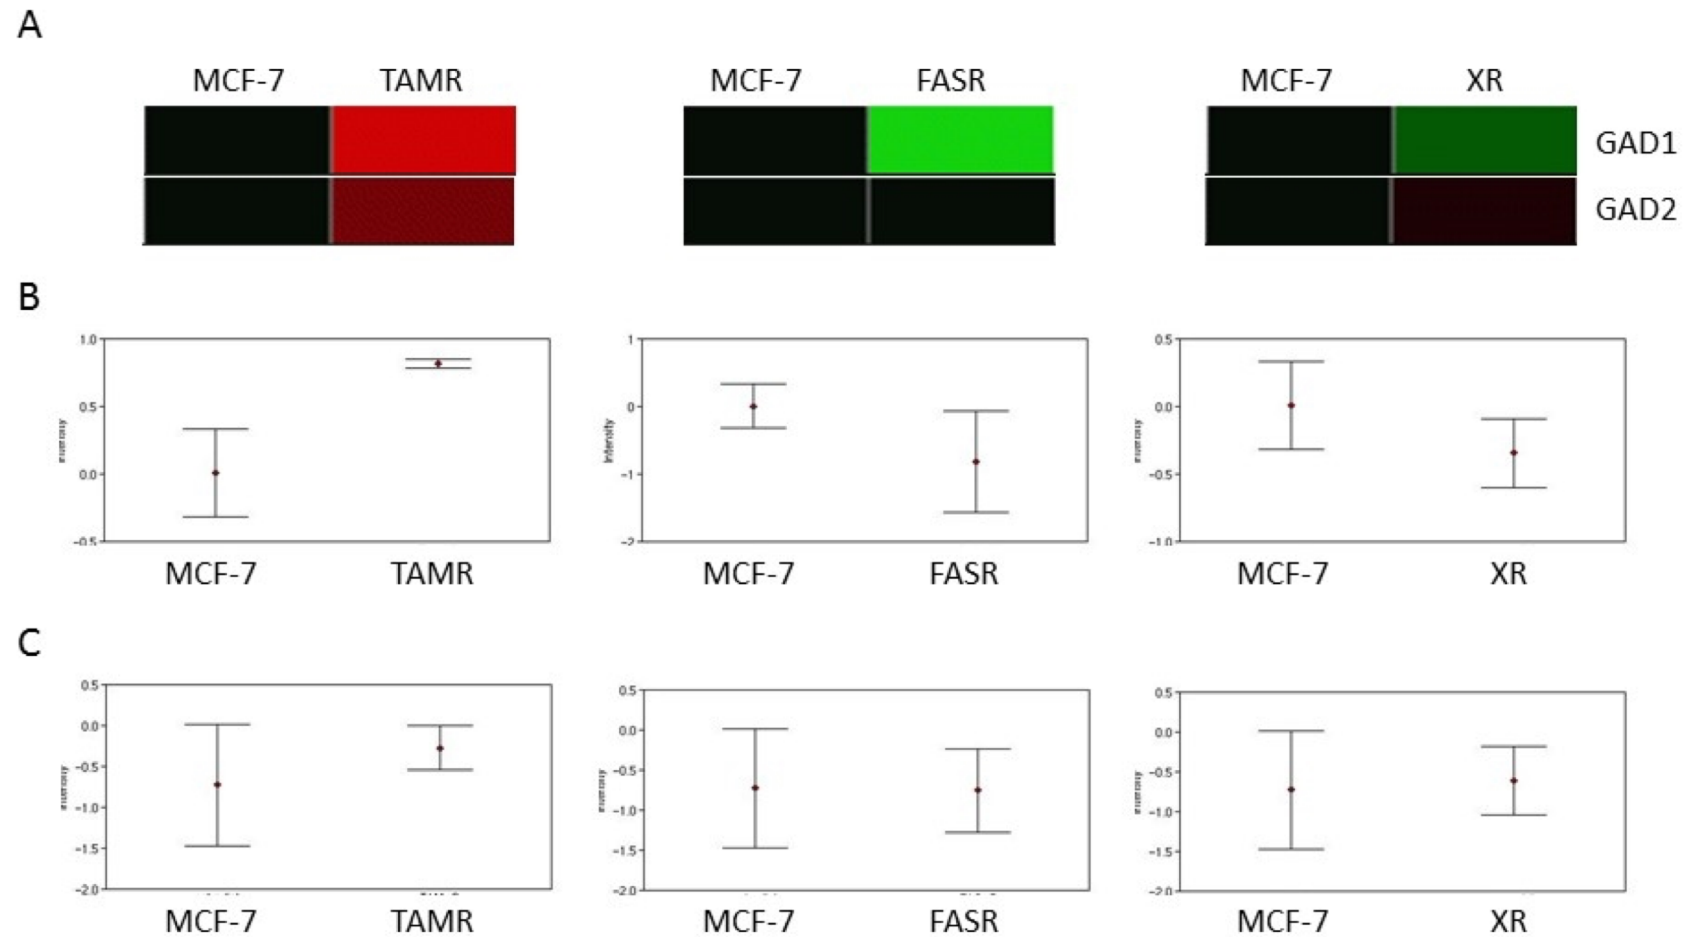 A
MCF-7 TAMR MCF-7 FASR MCF-7 XR
GAD1
GAD2
B
1.0 1 0.5
0.5 0 0.0
Intensity
0.0 −1 −0.5
−0.5 −2 −1.0
MCF-7 TAMR MCF-7 FASR MCF-7 XR
C
0.5 0.5 0.5
0.0 0.0 0.0
−0.5 −0.5 −0.5
−1.0 −1.0 −1.0
−1.5 −1.5 −1.5
−2.0 −2.0 −2.0
MCF-7 TAMR MCF-7 FASR MCF-7 XR